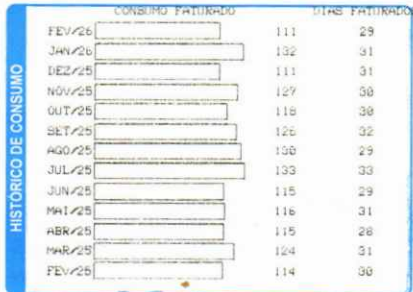 HISTÓRICO DE CONSUMO
CONSUMO FATURADO DIAS FATURADO
FEV/26 111 29
JAN/26 132 31
DEZ/25 111 31
NOV/25 127 30
OUT/25 118 30
SET/25 126 32
AGO/25 130 29
JUL/25 133 33
JUN/25 115 29
MAI/25 116 31
ABR/25 115 28
MAR/25 124 31
FEV/25 114 30